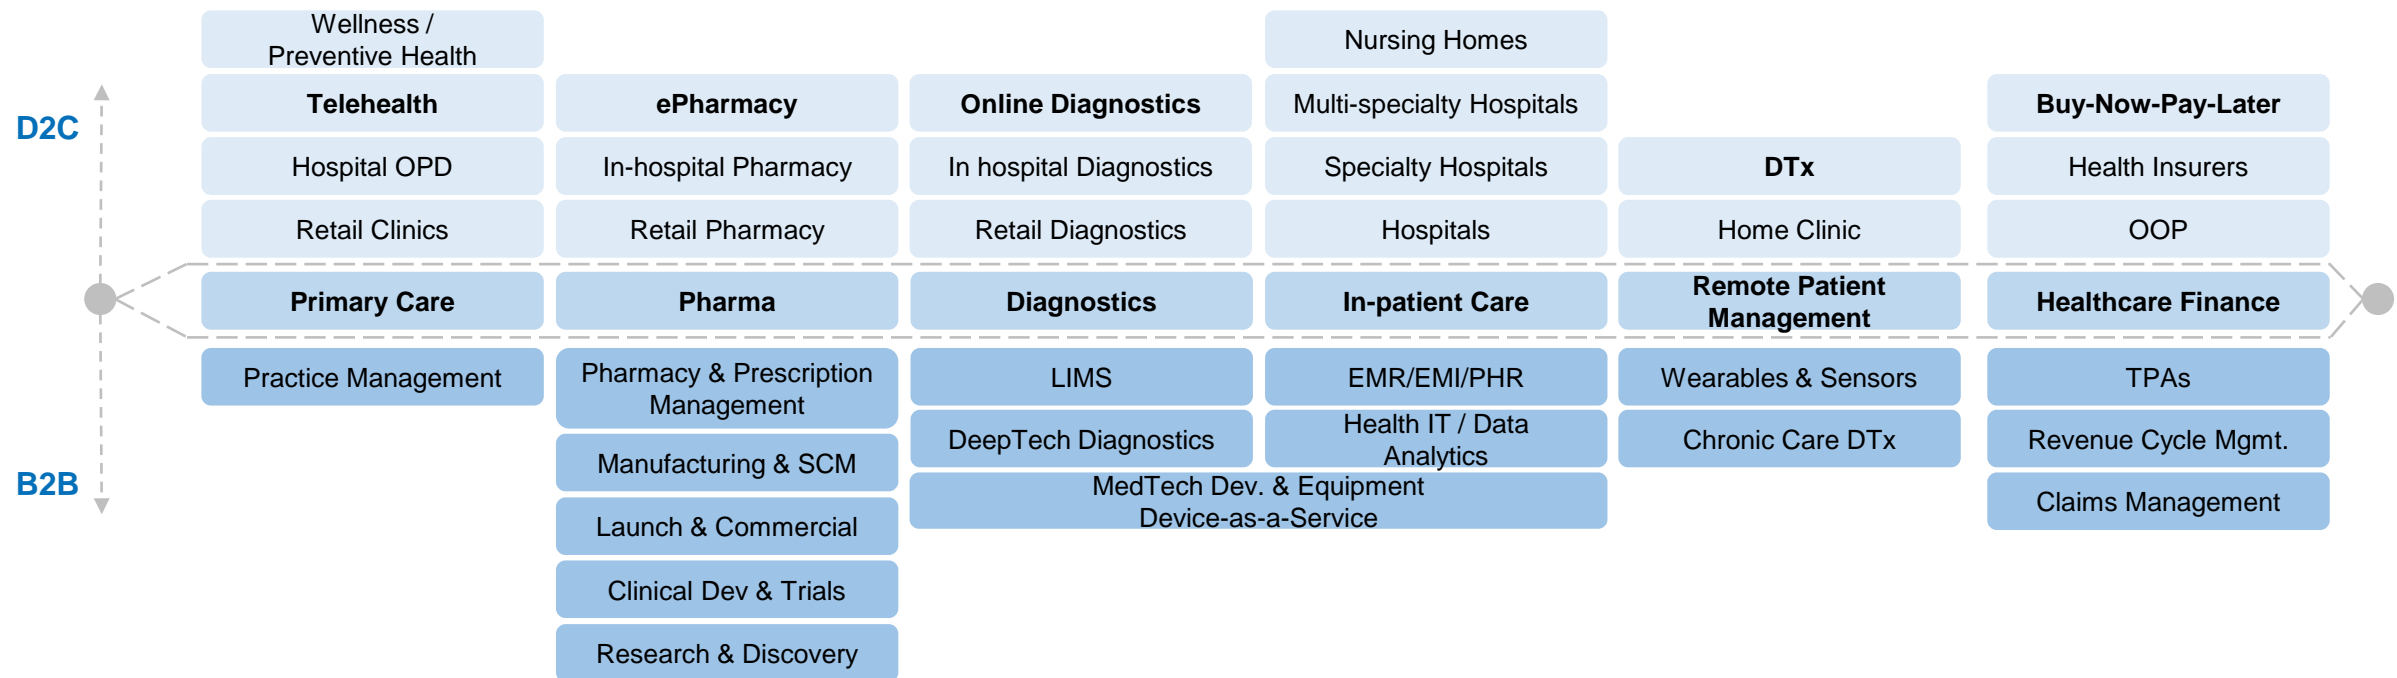 Wellness /
Preventive Health
Nursing Homes
Telehealth
ePharmacy
Online Diagnostics
Multi-specialty Hospitals
Buy-Now-Pay-Later
D2C
Hospital OPD
In-hospital Pharmacy
In hospital Diagnostics
Specialty Hospitals
DTx
Health Insurers
Retail Clinics
Retail Pharmacy
Retail Diagnostics
Hospitals
Home Clinic
OOP
Primary Care
Pharma
Diagnostics
In-patient Care
Remote Patient
Management
Healthcare Finance
Practice Management
Pharmacy & Prescription
Management
LIMS
EMR/EMI/PHR
Wearables & Sensors
TPAs
DeepTech Diagnostics
Health IT / Data
Analytics
Chronic Care DTx
Revenue Cycle Mgmt.
B2B
Manufacturing & SCM
MedTech Dev. & Equipment
Device-as-a-Service
Claims Management
Launch & Commercial
Clinical Dev & Trials
Research & Discovery